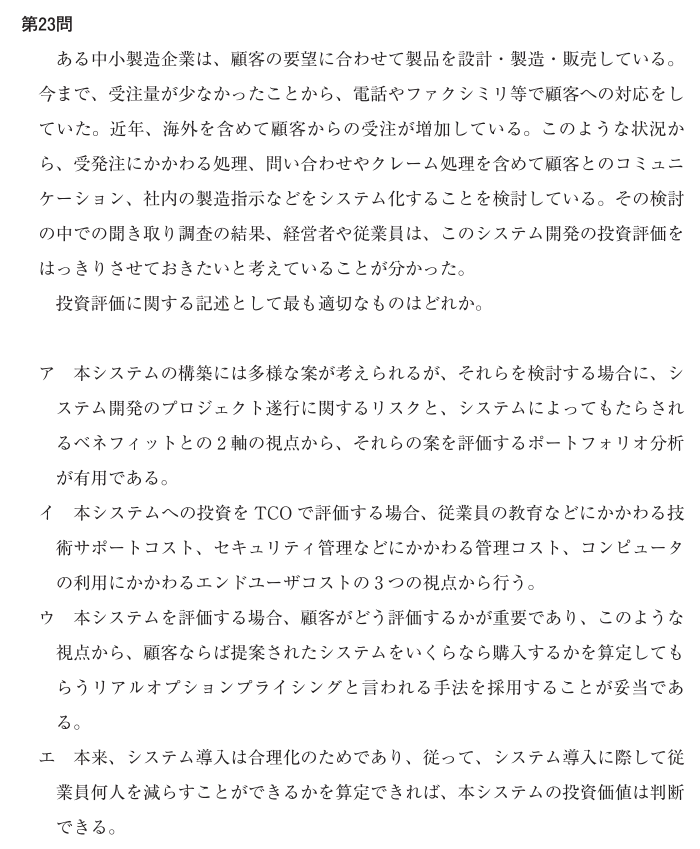 第23問
ある中小製造企業は、顧客の要望に合わせて製品を設計・製造・販売している。
今まで、受注量が少なかったことから、電話やファクシミリ等で顧客への対応をし
ていた。近年、海外を含めて顧客からの受注が増加している。このような状況か
ら、受発注にかかわる処理、問い合わせやクレーム処理を含めて顧客とのコミュニ
ケーション、社内の製造指示などをシステム化することを検討している。その検討
の中での聞き取り調査の結果、経営者や従業員は、このシステム開発の投資評価を
はっきりさせておきたいと考えていることが分かった。
投資評価に関する記述として最も適切なものはどれか。
ア 本システムの構築には多様な案が考えられるが、それらを検討する場合に、シ
ステム開発のプロジェクト遂行に関するリスクと、システムによってもたらされ
るベネフィットとの2軸の視点から、それらの案を評価するポートフォリオ分析
が有用である。
イ 本システムへの投資を TCO で評価する場合、従業員の教育などにかかわる技
術サポートコスト、セキュリティ管理などにかかわる管理コスト、コンピュータ
の利用にかかわるエンドユーザコストの3つの視点から行う。
ウ 本システムを評価する場合、顧客がどう評価するかが重要であり、このような
視点から、顧客ならば提案されたシステムをいくらなら購入するかを算定しても
らうリアルオプションプライシングと言われる手法を採用することが妥当であ
る。
エ 本来、システム導入は合理化のためであり、従って、システム導入に際して従
業員何人を減らすことができるかを算定できれば、本システムの投資価値は判断
できる。